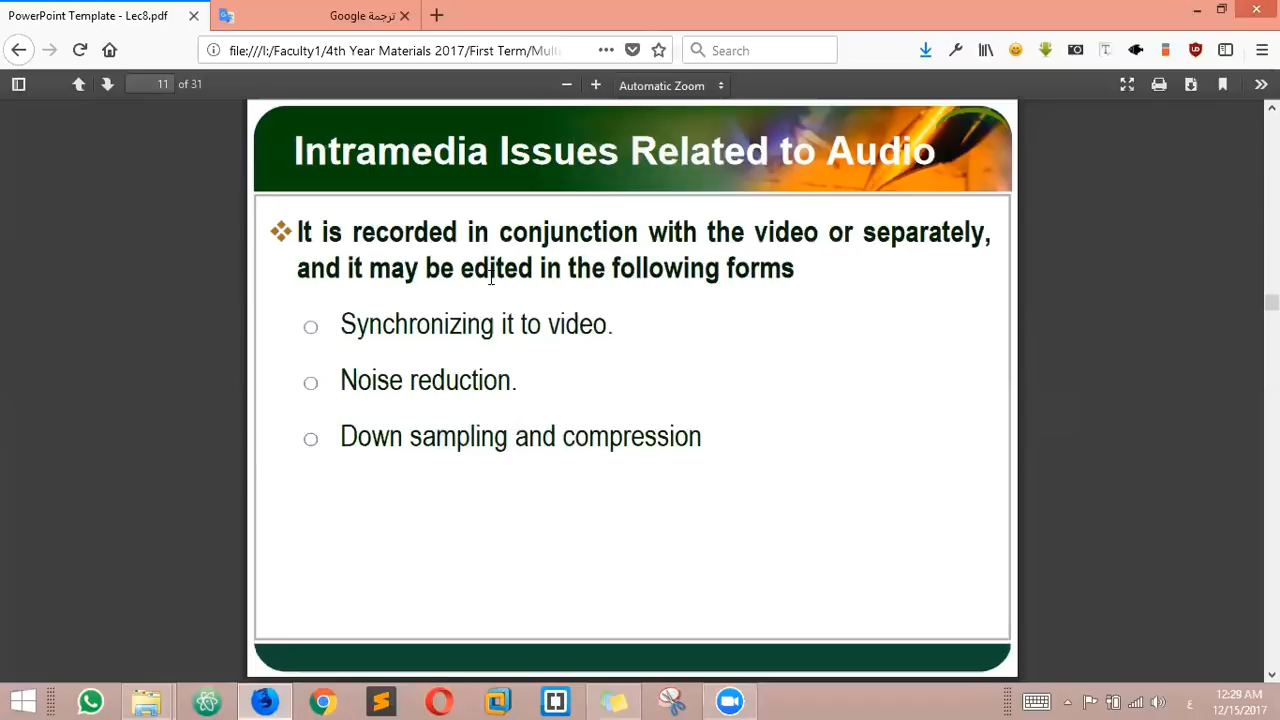 PowerPoint Template - Lec8.pdf
ترجمة Google
file:///I:/Faculty1/4th Year Materials 2017/First Term/Mult
Search
11 of 31
Automatic Zoom
Intramedia Issues Related to Audio
It is recorded in conjunction with the video or separately,
and it may be edited in the following forms
Synchronizing it to video.
Noise reduction.
Down sampling and compression
ع
12:29 AM
12/15/2017